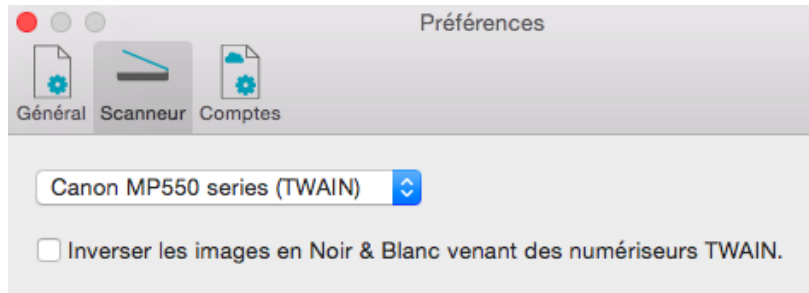 Préférences
Général Scanneur Comptes
Canon MP550 series (TWAIN)
Inverser les images en Noir & Blanc venant des numériseurs TWAIN.